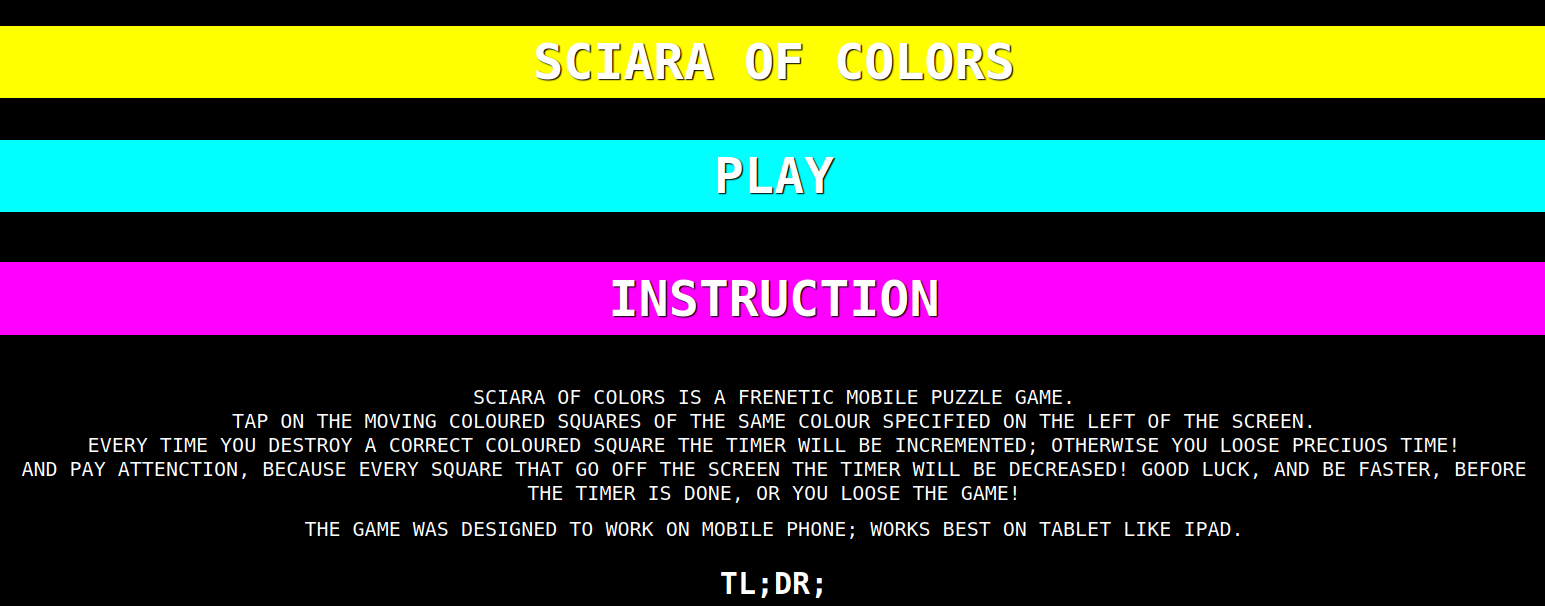 SCIARA OF COLORS
PLAY
INSTRUCTION
SCIARA OF COLORS IS A FRENETIC MOBILE PUZZLE GAME.
TAP ON THE MOVING COLOURED SQUARES OF THE SAME COLOUR SPECIFIED ON THE LEFT OF THE SCREEN.
EVERY TIME YOU DESTROY A CORRECT COLOURED SQUARE THE TIMER WILL BE INCREMENTED; OTHERWISE YOU LOOSE PRECIUOS TIME!
AND PAY ATTENCTION, BECAUSE EVERY SQUARE THAT GO OFF THE SCREEN THE TIMER WILL BE DECREASED! GOOD LUCK, AND BE FASTER, BEFORE
THE TIMER IS DONE, OR YOU LOOSE THE GAME!
THE GAME WAS DESIGNED TO WORK ON MOBILE PHONE; WORKS BEST ON TABLET LIKE IPAD.
TL;DR;